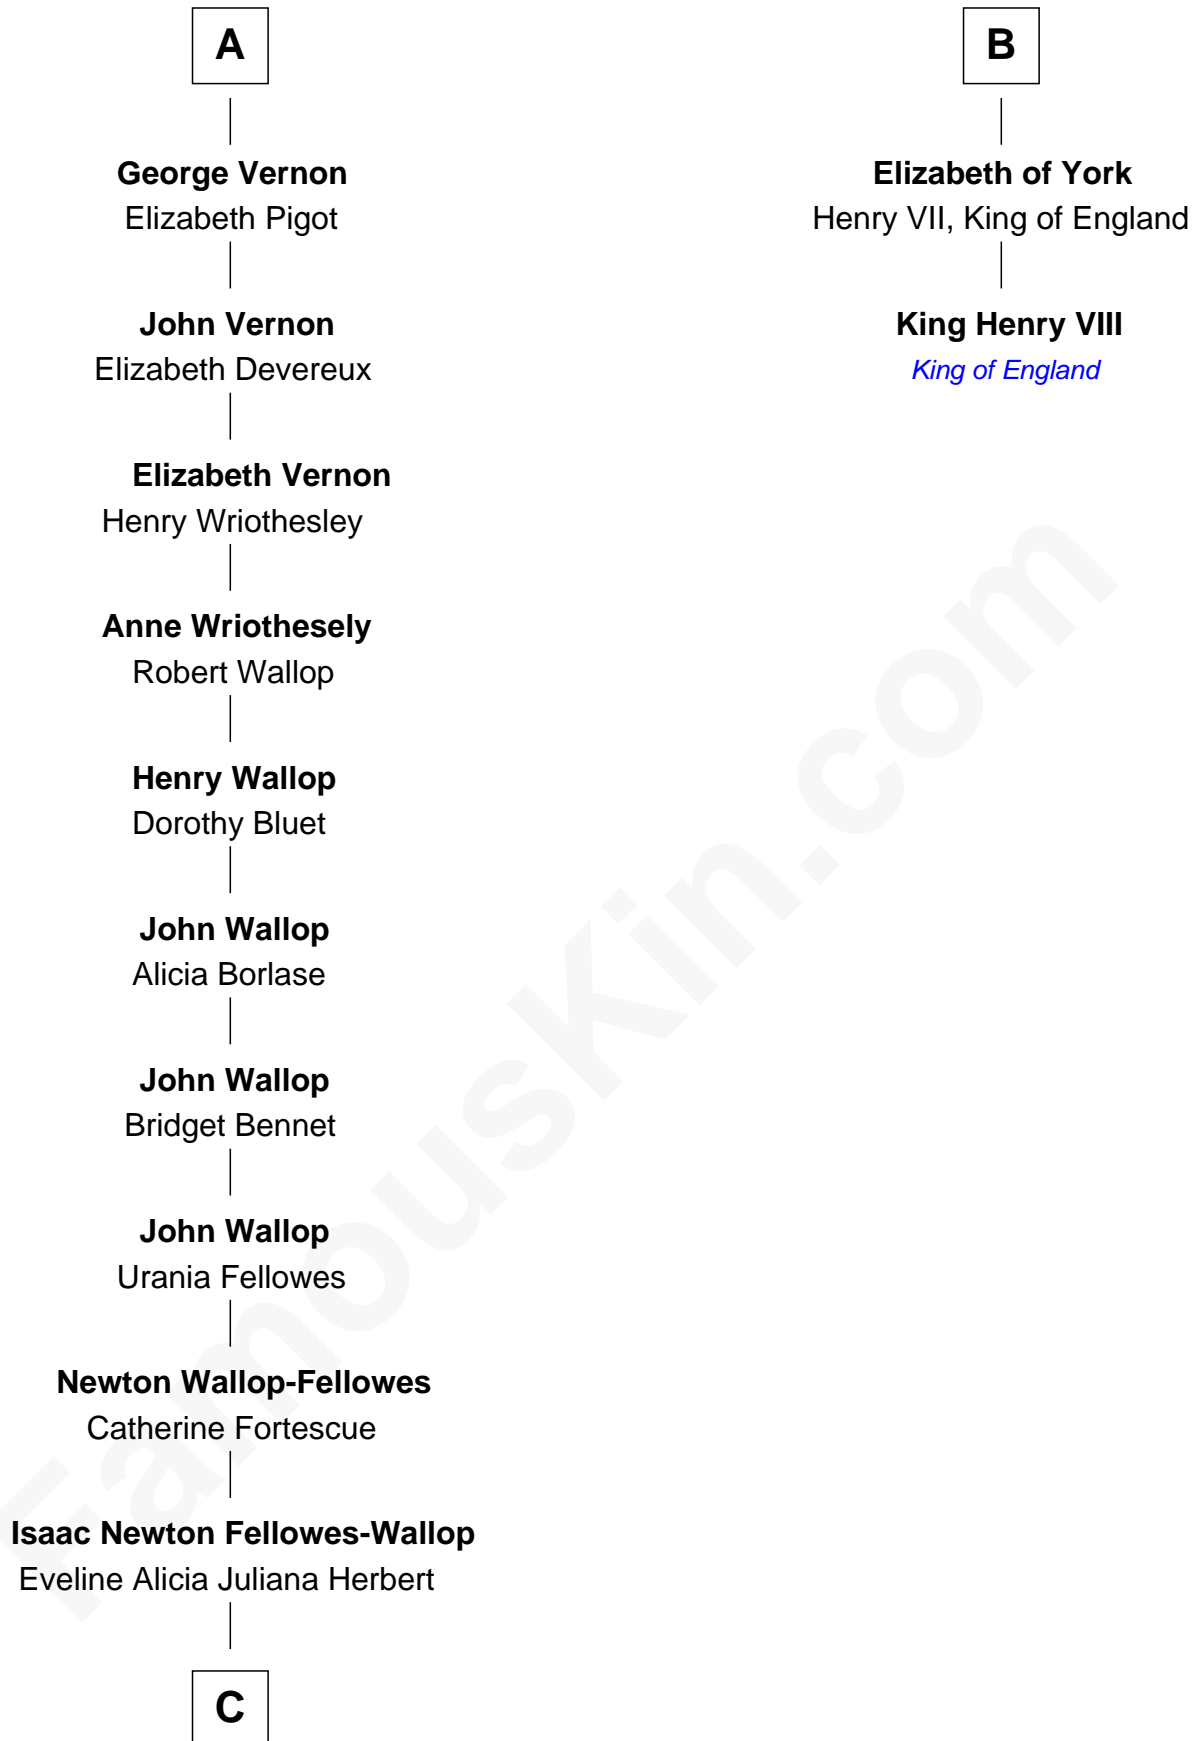 A
George Vernon
Elizabeth Pigot
John Vernon
Elizabeth Devereux
Elizabeth Vernon
Henry Wriothesley
Anne Wriothesely
Robert Wallop
Henry Wallop
Dorothy Bluet
John Wallop
Alicia Borlase
John Wallop
Bridget Bennet
John Wallop
Urania Fellowes
Newton Wallop-Fellowes
Catherine Fortescue
Isaac Newton Fellowes-Wallop
Eveline Alicia Juliana Herbert
C
B
Elizabeth of York
Henry VII, King of England
King Henry VIII
King of England
FamousKin.com